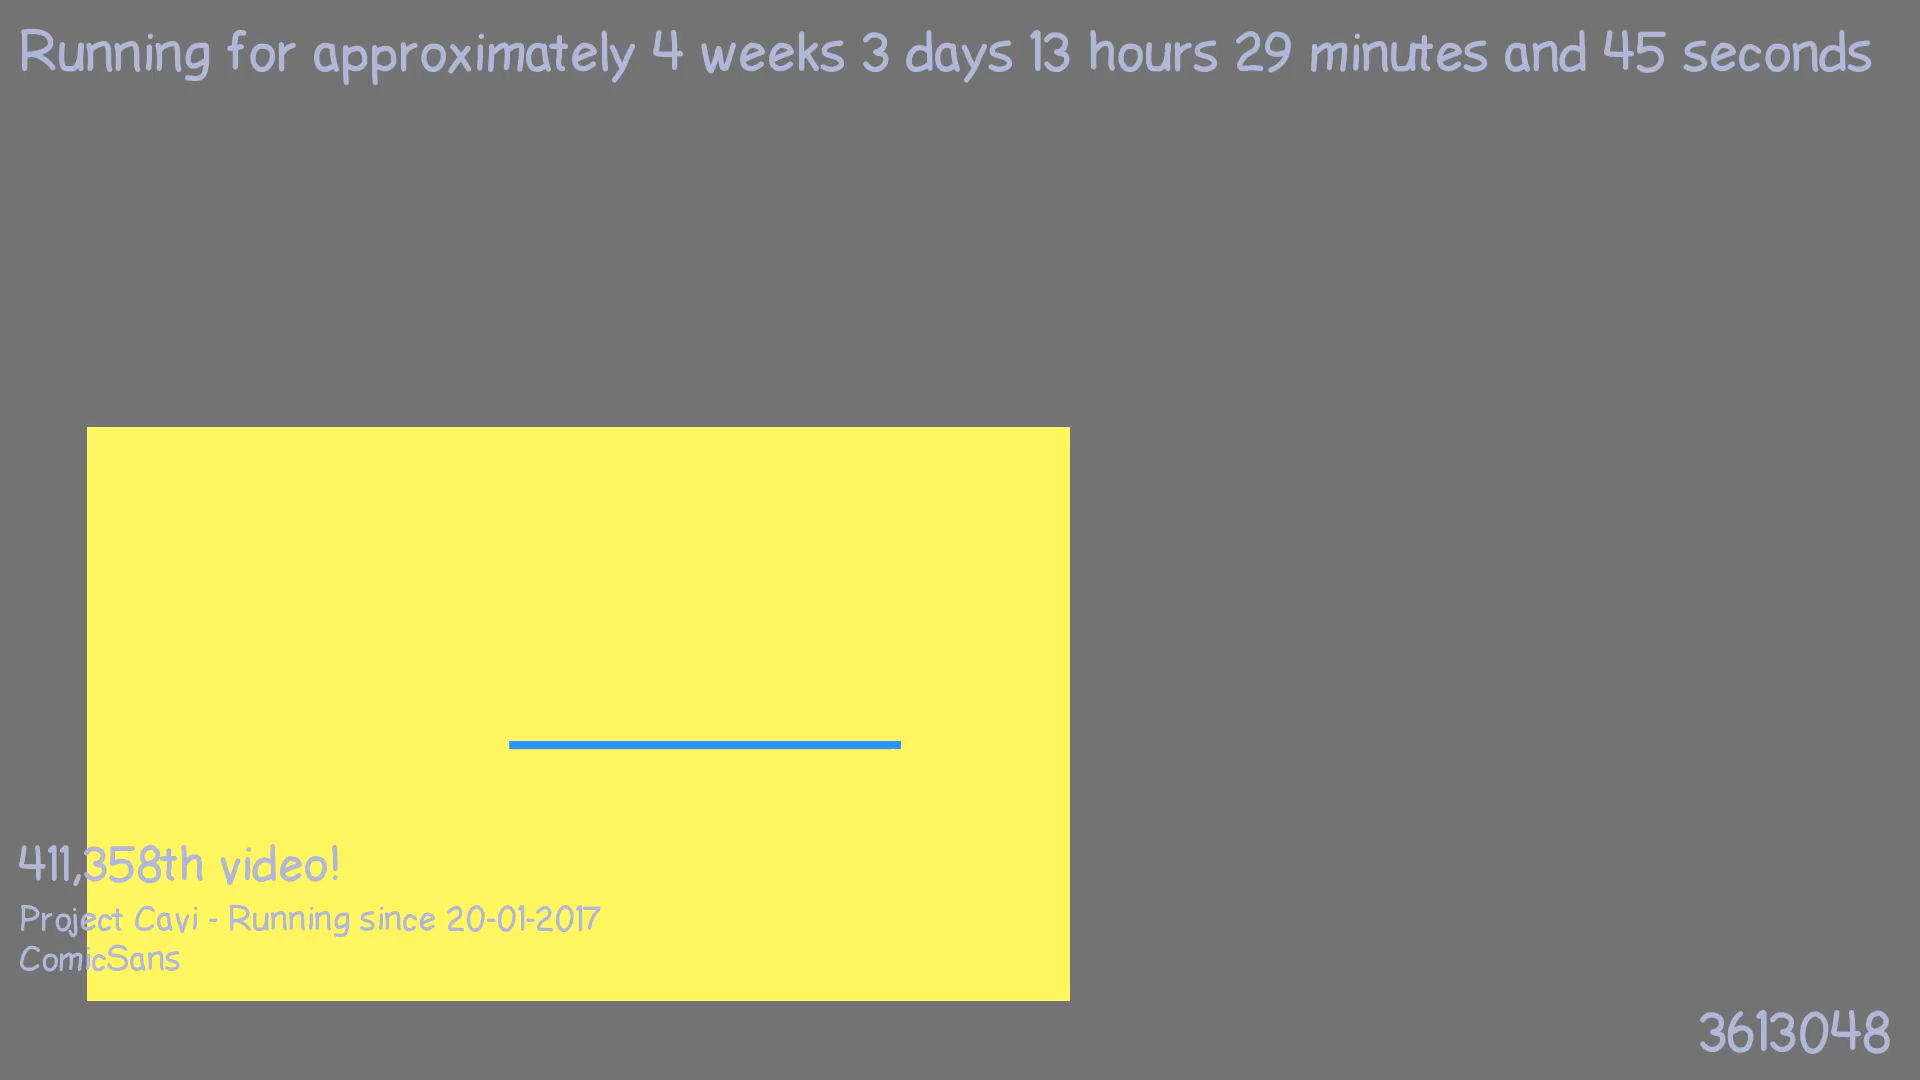 Running for approximately 4 weeks 3 days 13 hours 29 minutes and 45 seconds
411,358th video!
Project Cavi - Running since 20-01-2017
ComicSans
3613048